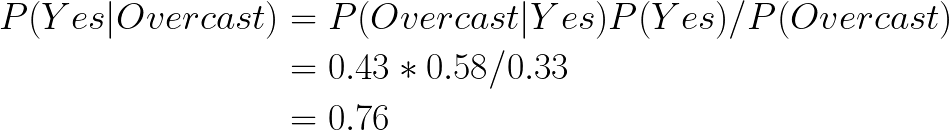 P(Yes|Overcast) = P(Overcast|Yes)P(Yes)/P(Overcast)
= 0.43 ∗ 0.58/0.33
= 0.76